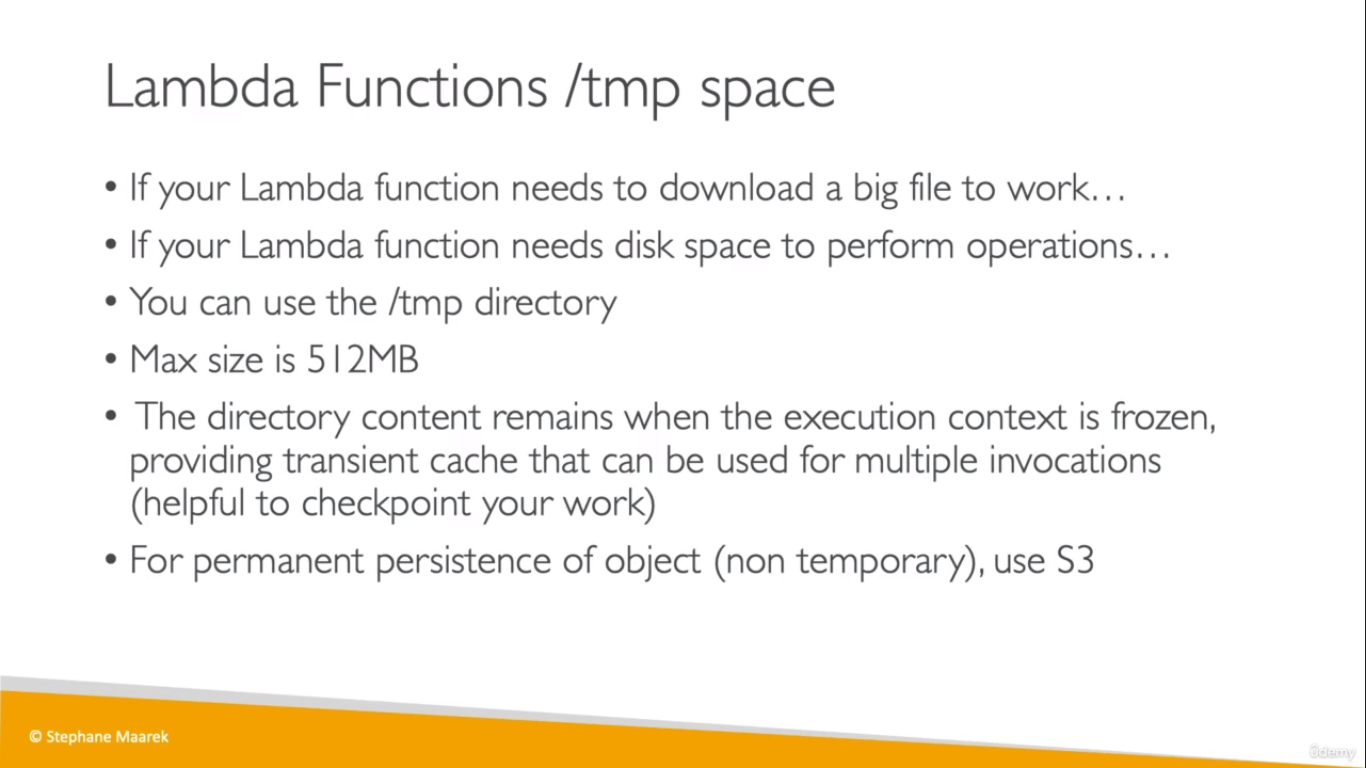 Lambda Functions /tmp space
• If your Lambda function needs to download a big file to work…
• If your Lambda function needs disk space to perform operations…
• You can use the /tmp directory
• Max size is 512MB
• The directory content remains when the execution context is frozen,
providing transient cache that can be used for multiple invocations
(helpful to checkpoint your work)
• For permanent persistence of object (non temporary), use S3
© Stephane Maarek
ûdemy